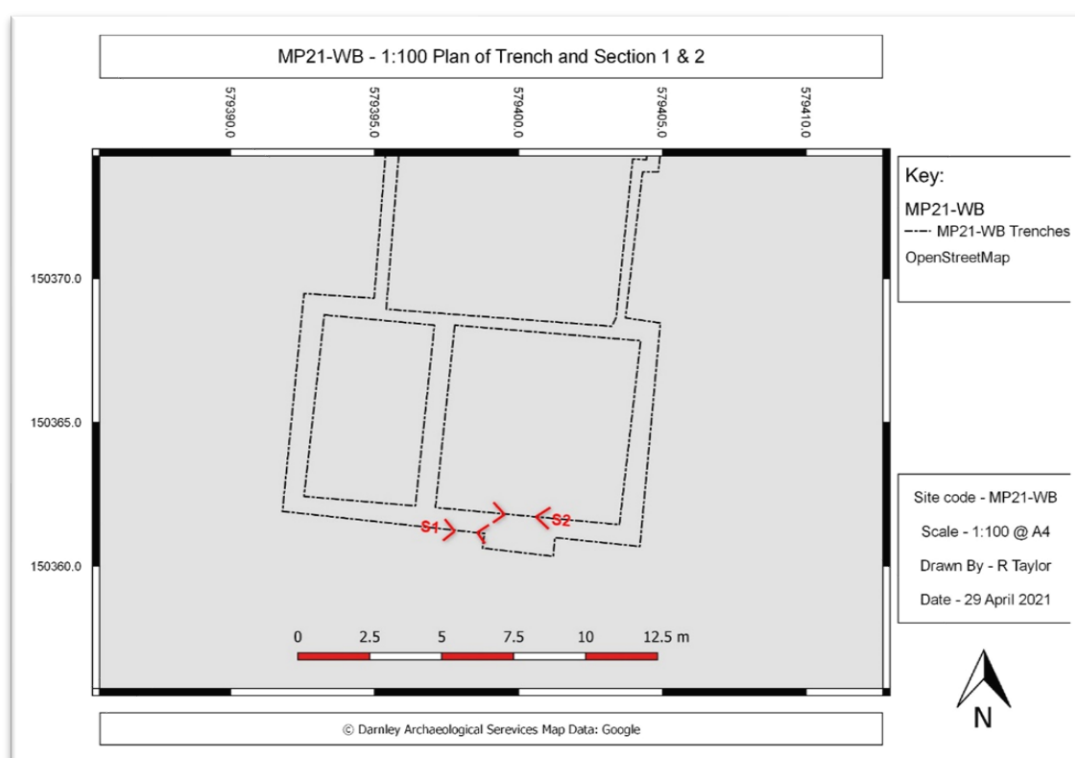 MP21-WB - 1:100 Plan of Trench and Section 1 & 2
579390.0
579395.0
579400.0
579405.0
579410.0
150370.0
150365.0
150360.0
S1
S2
0 2.5 5 7.5 10 12.5 m
Key:
MP21-WB
MP21-WB Trenches
OpenStreetMap
Site code - MP21-WB
Scale - 1:100 @ A4
Drawn By - R Taylor
Date - 29 April 2021
N
© Darnley Archaeological Serevices Map Data: Google